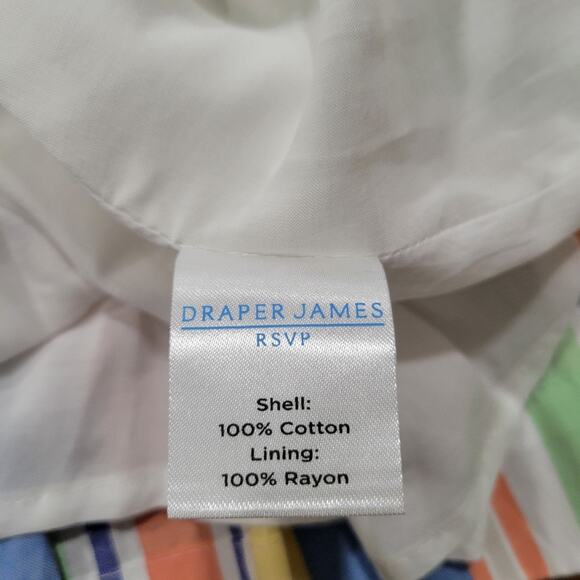 DRAPER JAMES
RSVP
Shell:
100% Cotton
Lining:
100% Rayon